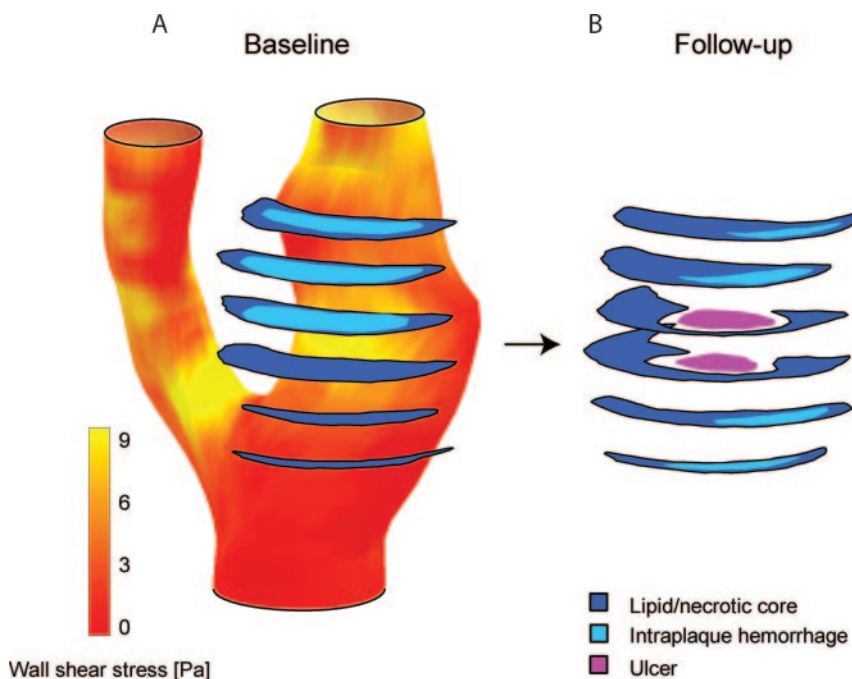 A
B
Baseline
Follow-up
9
6
3
0
Wall shear stress [Pa]
Lipid/necrotic core
Intraplaque hemorrhage
Ulcer